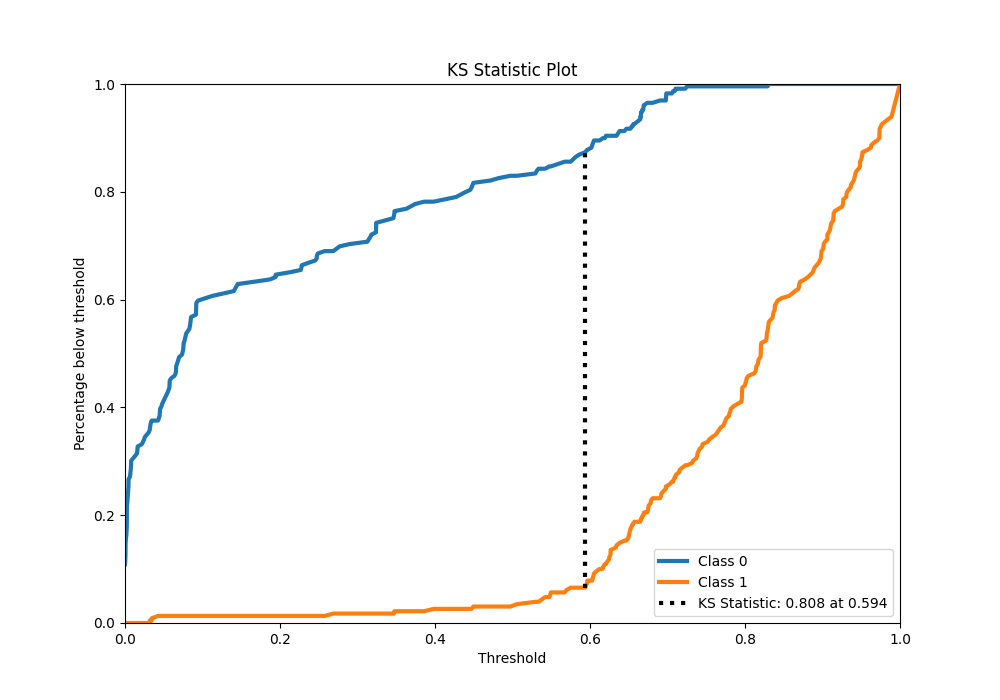 KS Statistic Plot
1.0
0.8
0.6
0.4
0.2
0.0
Percentage below threshold
0.0 0.2 0.4 0.6 0.8 1.0
Threshold
Class 0
Class 1
KS Statistic: 0.808 at 0.594